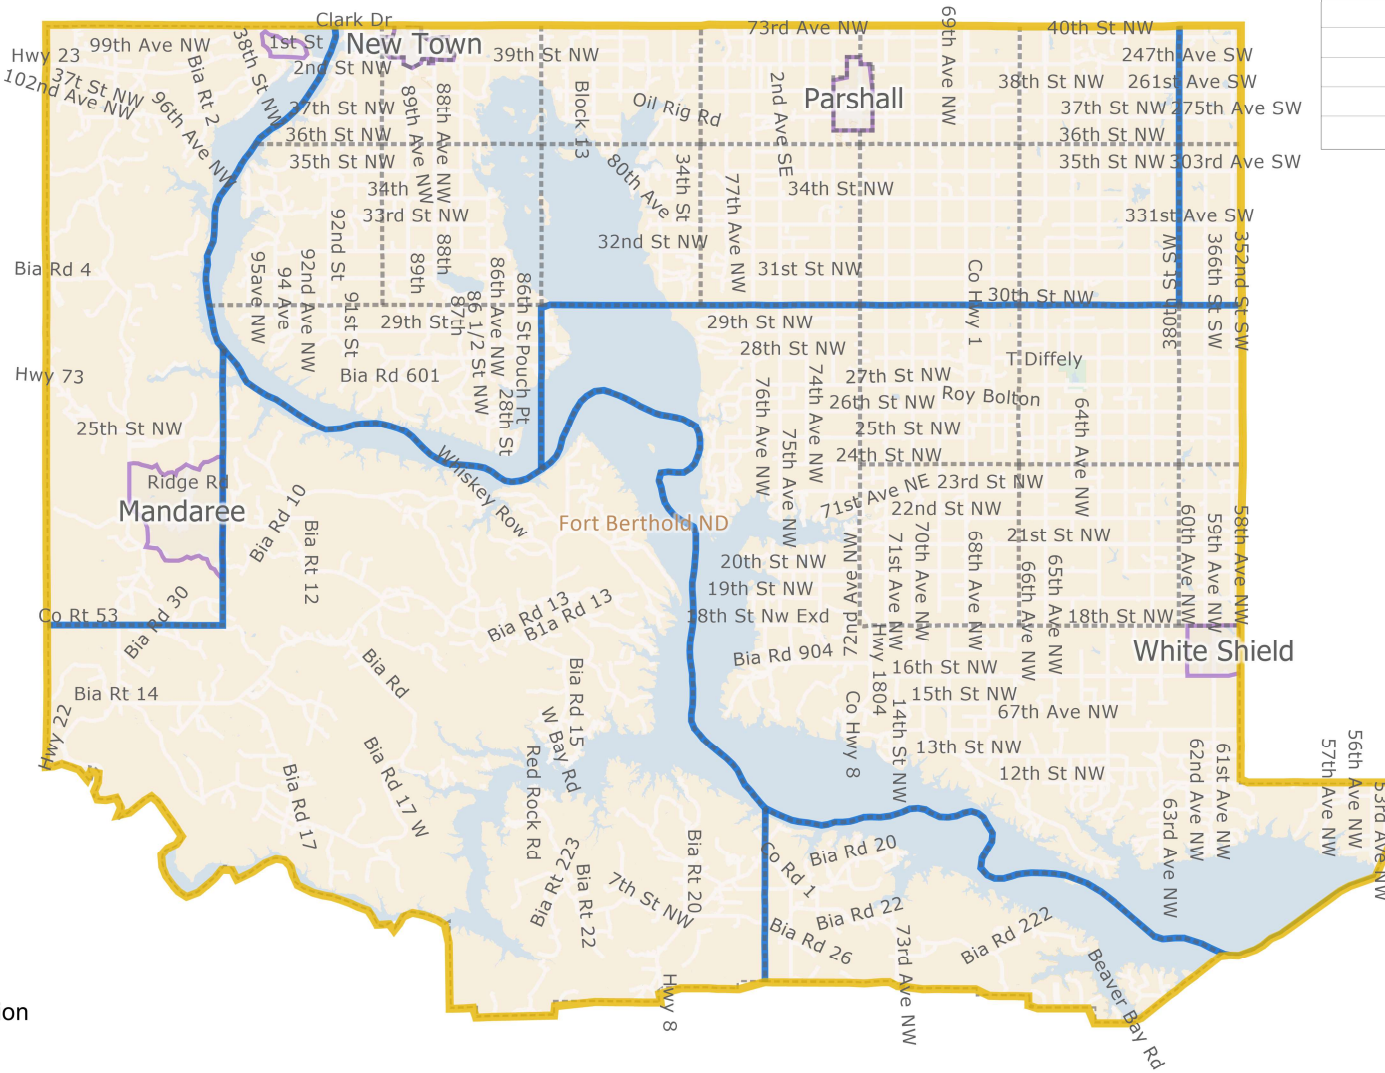 Clark Dr
73rd Ave NW
69th Ave NW
40th St NW
Hwy 23
99th Ave NW
38th St NW
1st St
New Town
39th St NW
247th Ave SW
2nd St NW
102nd Ave NW
37t St NW
Bia Rt 2
96th Ave NW
37th St NW
89th Ave NW
88th Ave NW
Block 13
Oil Rig Rd
2nd Ave SE
Parshall
38th St NW
261st Ave SW
37th St NW
275th Ave SW
36th St NW
36th St NW
35th St NW
80th Ave
34th St
35th St NW
303rd Ave SW
34th
77th Ave NW
34th St NW
33rd St NW
92nd St
331st Ave SW
32nd St NW
88th
89th
380th St SW
366th St SW
352nd St SW
Bia Rd 4
95ave NW
94 Ave
92nd Ave NW
91st St
86th Ave NW
86th St
31st St NW
Co Hwy 1
30th St NW
87th
86 1/2 St NW
29th St
29th St NW
Pouch Pt
28th St NW
T Diffely
Hwy 73
Bia Rd 601
28th St
76th Ave NW
74th Ave NW
27th St NW
Roy Bolton
26th St NW
64th Ave NW
25th St NW
75th Ave NW
25th St NW
24th St NW
Whiskey Row
Ridge Rd
71st Ave NE
23rd St NW
Mandaree
Bia Rd 10
Bia Rt 12
Fort Berthold ND
22nd St NW
60th Ave NW
59th Ave NW
58th Ave NW
70th Ave NW
71st Ave NW
68th Ave NW
21st St NW
72nd Ave NW
20th St NW
66th Ave NW
65th Ave NW
19th St NW
Bia Rd 30
Co Rt 53
Bia Rd 13
B1a Rd 13
18th St Nw Exd
18th St NW
Hwy 1804
Bia Rd 904
White Shield
Bia Rd
Bia Rd 15
16th St NW
Bia Rt 14
Co Hwy 8
14th St NW
15th St NW
67th Ave NW
Hwy 22
W Bay Rd
Bia Rd 17 W
Red Rock Rd
13th St NW
62nd Ave NW
61st Ave NW
57th Ave NW
56th Ave NW
12th St NW
Bia Rd 17
63rd Ave NW
53rd Ave NW
Bia Rt 20
Co Rd 1
Bia Rd 20
Bia Rt 223
Bia Rt 22
7th St NW
Bia Rd 22
Bia Rd 26
73rd Ave NW
Bia Rd 222
Beaver Bay Rd
Hwy 8
on